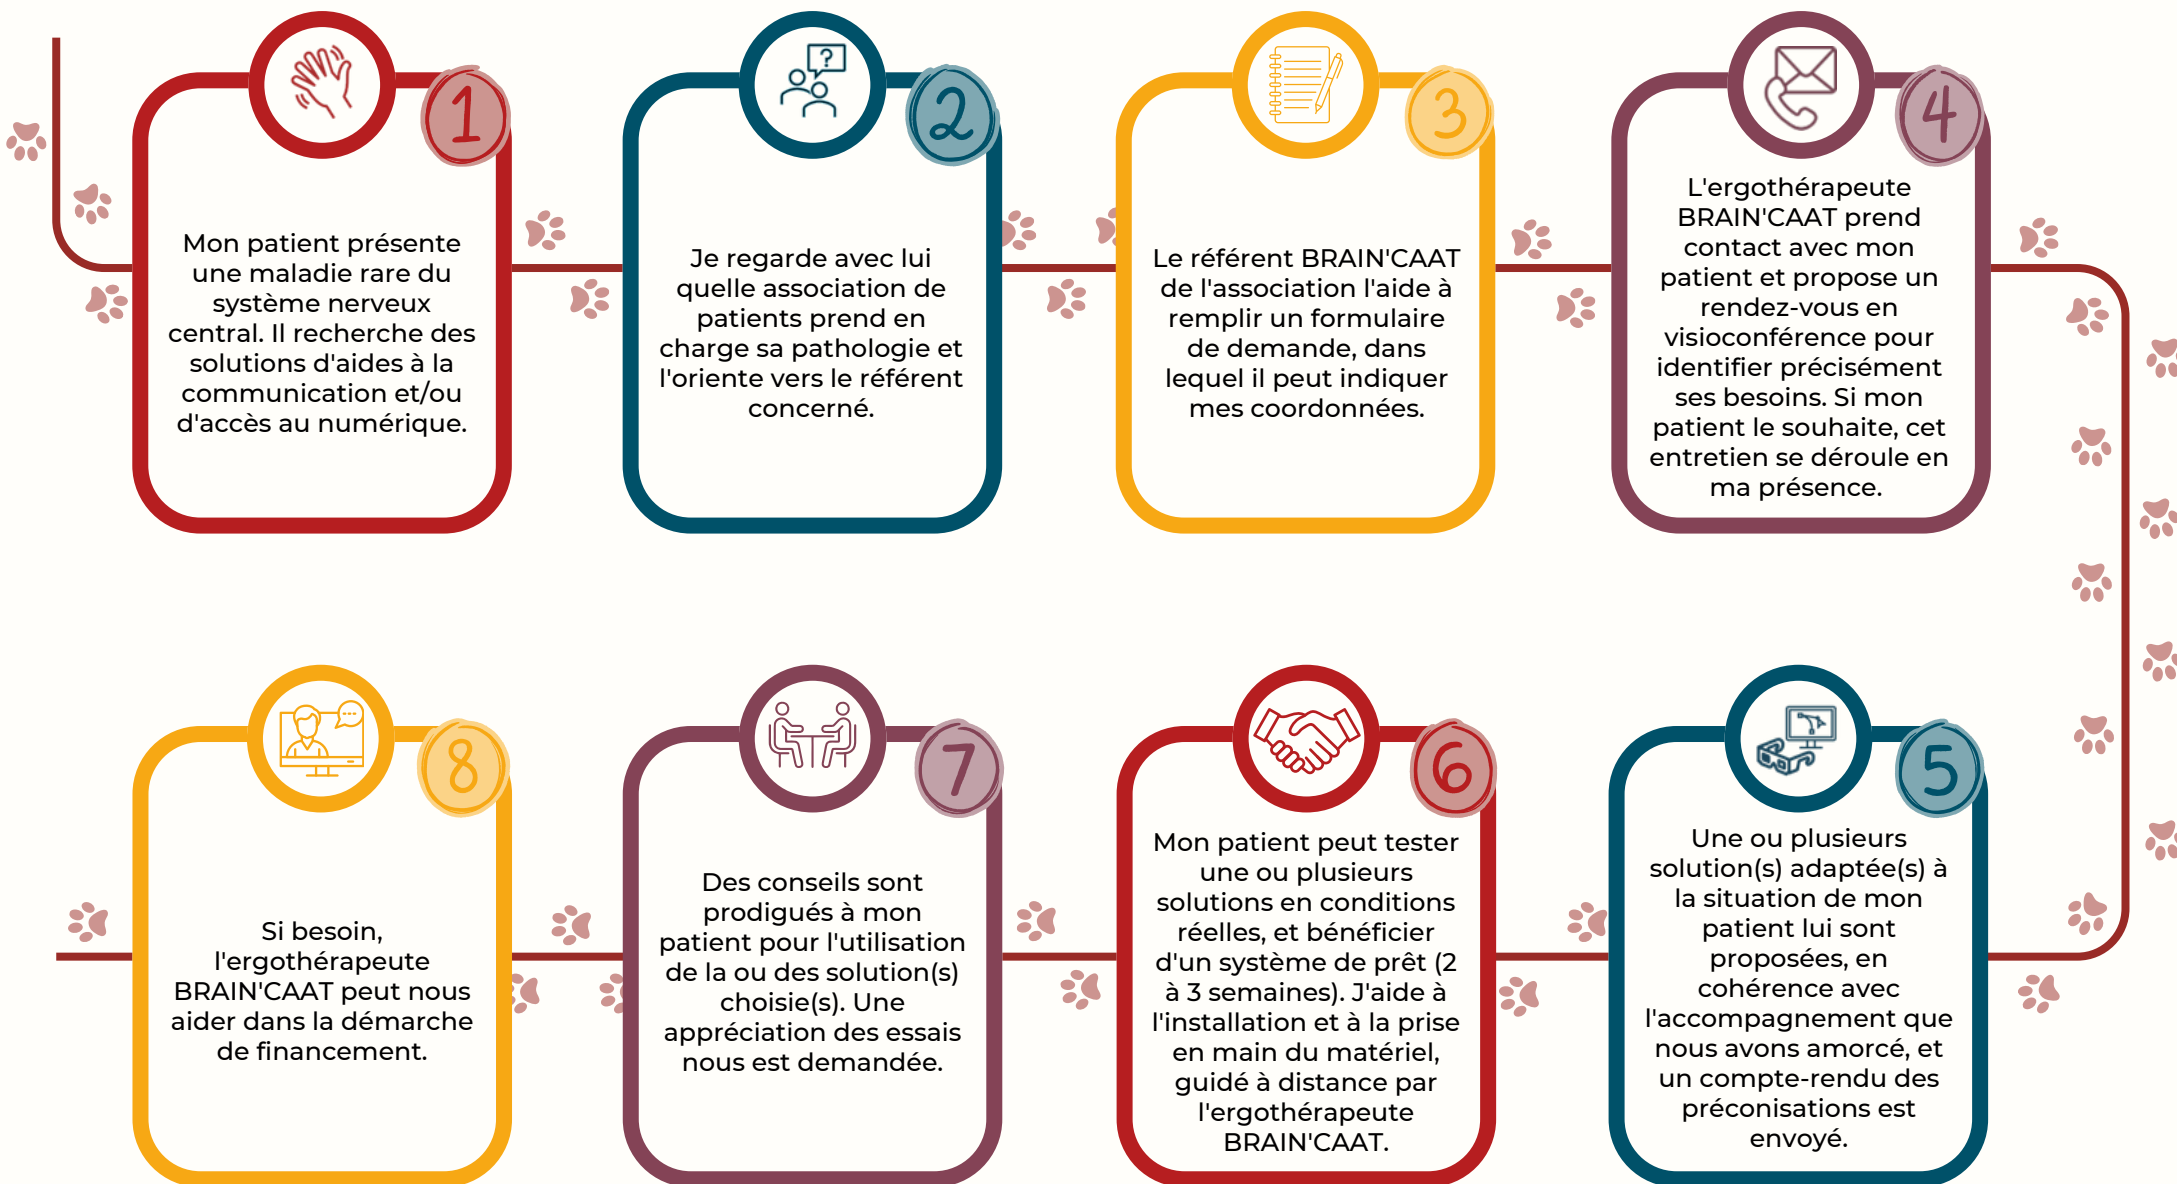 1
Mon patient présente
une maladie rare du
système nerveux
central. Il recherche des
solutions d'aides à la
communication et/ou
d'accès au numérique.
?
2
Je regarde avec lui
quelle association de
patients prend en
charge sa pathologie et
l'oriente vers le référent
concerné.
3
Le référent BRAIN'CAAT
de l'association l'aide à
remplir un formulaire
de demande, dans
lequel il peut indiquer
mes coordonnées.
4
L'ergothérapeute
BRAIN'CAAT prend
contact avec mon
patient et propose un
rendez-vous en
visioconférence pour
identifier précisément
ses besoins. Si mon
patient le souhaite, cet
entretien se déroule en
ma présence.
5
Une ou plusieurs
solution(s) adaptée(s) à
la situation de mon
patient lui sont
proposées, en
cohérence avec
l'accompagnement que
nous avons amorcé, et
un compte-rendu des
préconisations est
envoyé.
6
Mon patient peut tester
une ou plusieurs
solutions en conditions
réelles, et bénéficier
d'un système de prêt (2
à 3 semaines). J'aide à
l'installation et à la prise
en main du matériel,
guidé à distance par
l'ergothérapeute
BRAIN'CAAT.
7
Des conseils sont
prodigués à mon
patient pour l'utilisation
de la ou des solution(s)
choisie(s). Une
appréciation des essais
nous est demandée.
8
Si besoin,
l'ergothérapeute
BRAIN'CAAT peut nous
aider dans la démarche
de financement.